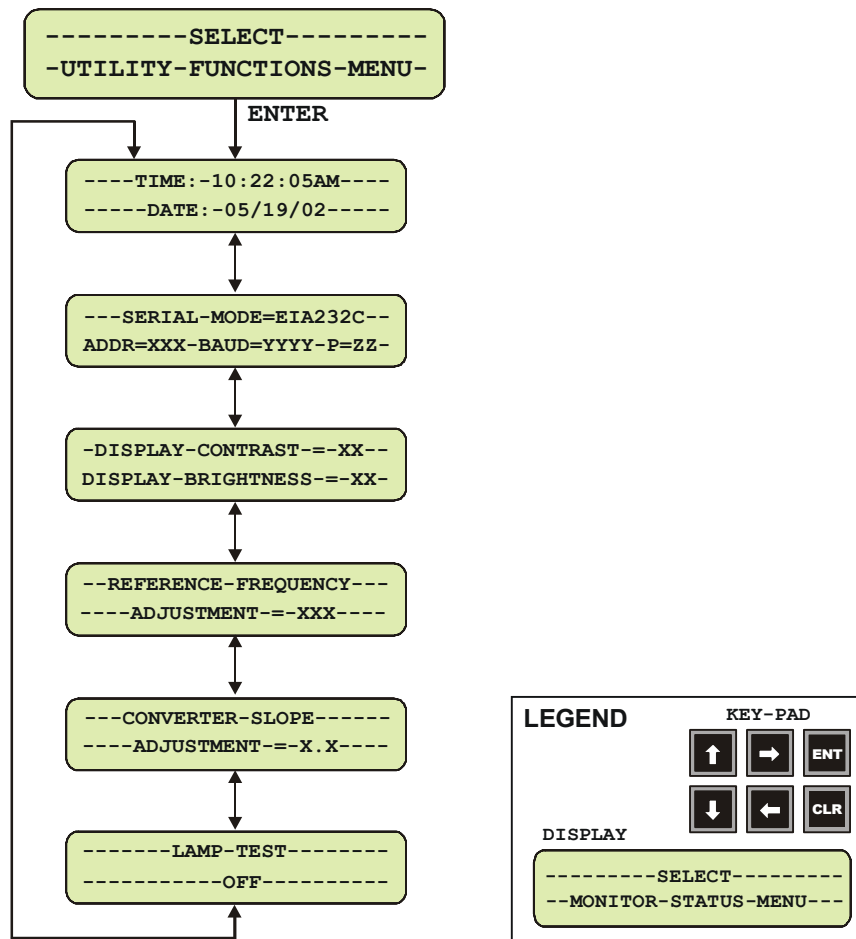 ---------SELECT---------
-UTILITY-FUNCTIONS-MENU-
ENTER
----TIME:-10:22:05AM----
-----DATE:-05/19/02-----
---SERIAL-MODE=EIA232C--
ADDR=XXX-BAUD=YYYY-P=ZZ-
-DISPLAY-CONTRAST-=-XX--
DISPLAY-BRIGHTNESS-=-XX-
--REFERENCE-FREQUENCY---
----ADJUSTMENT-=-XXX----
---CONVERTER-SLOPE------
----ADJUSTMENT-=-X.X----
-------LAMP-TEST--------
-----------OFF----------
LEGEND
KEY-PAD
ENT
CLR
DISPLAY
---------SELECT---------
--MONITOR-STATUS-MENU---